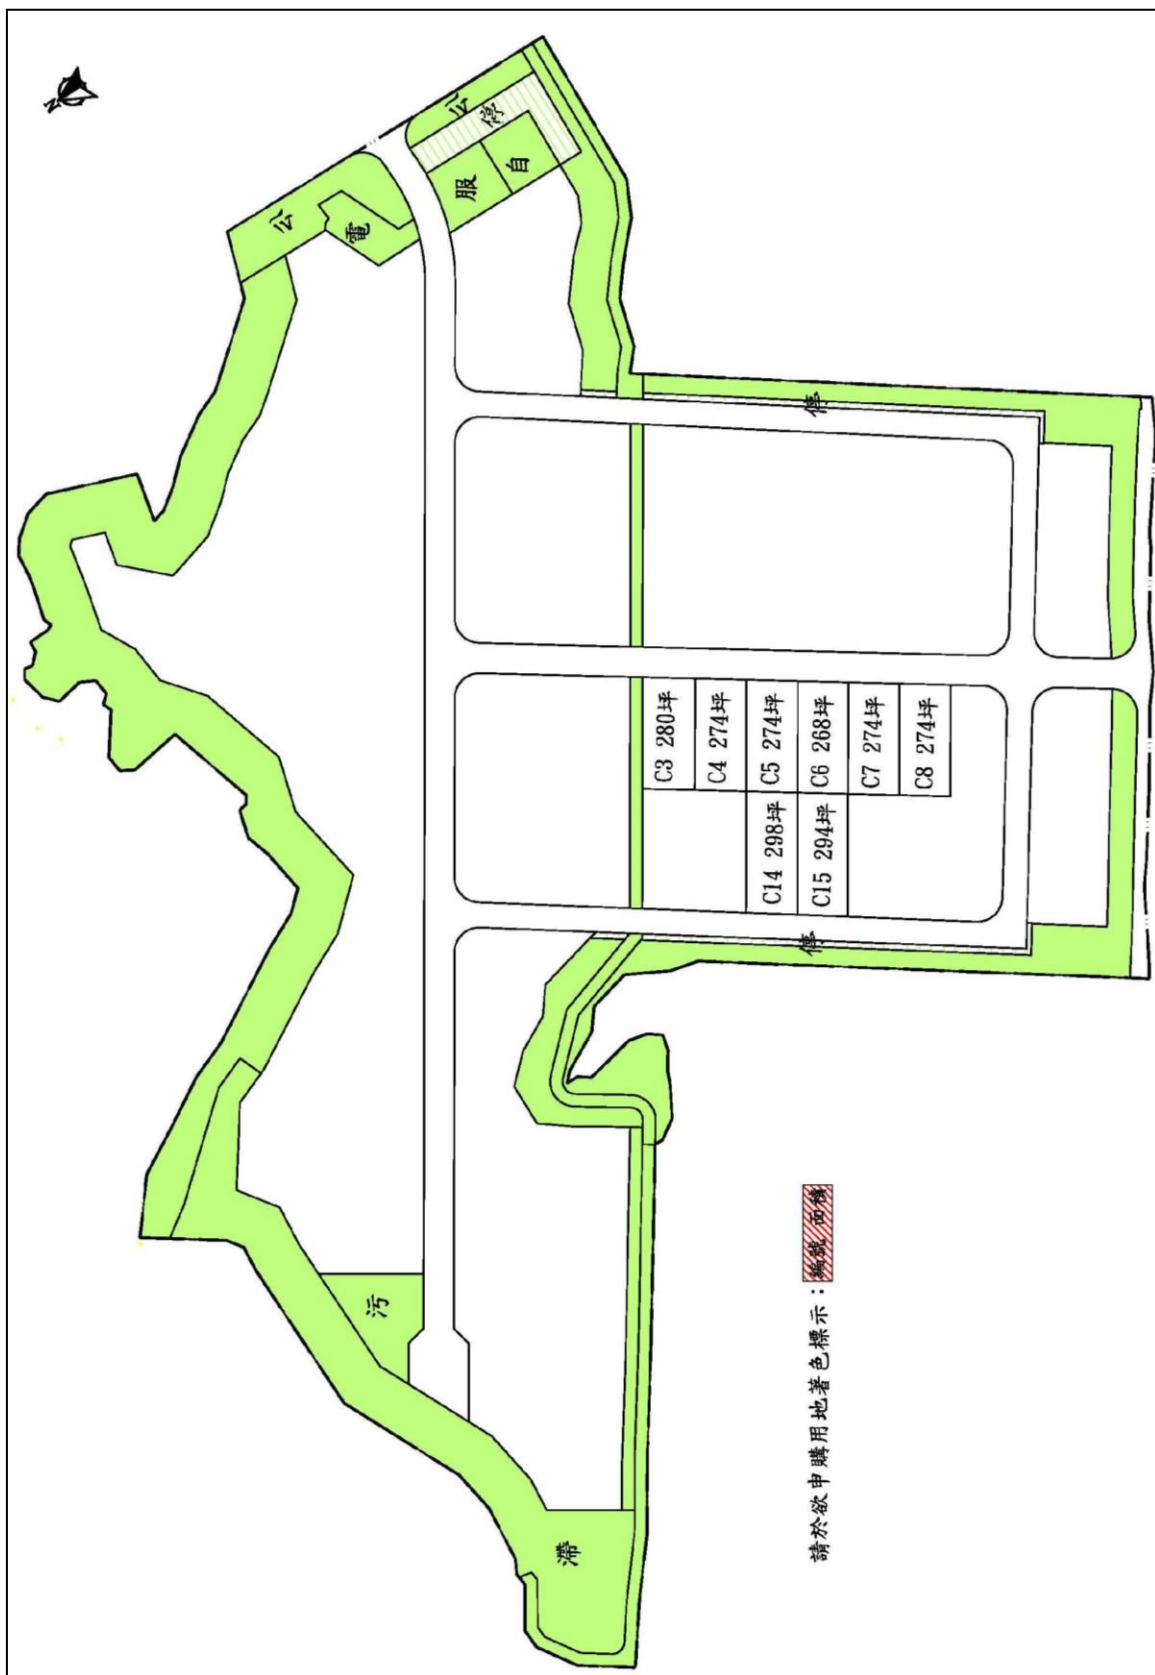 N
公
停
公
自
服
電
停
C3 280坪
C4 274坪
C5 274坪
C6 268坪
C7 274坪
C8 274坪
C14 298坪
C15 294坪
停
污
滯
請於欲申購用地著色標示：編號 面積